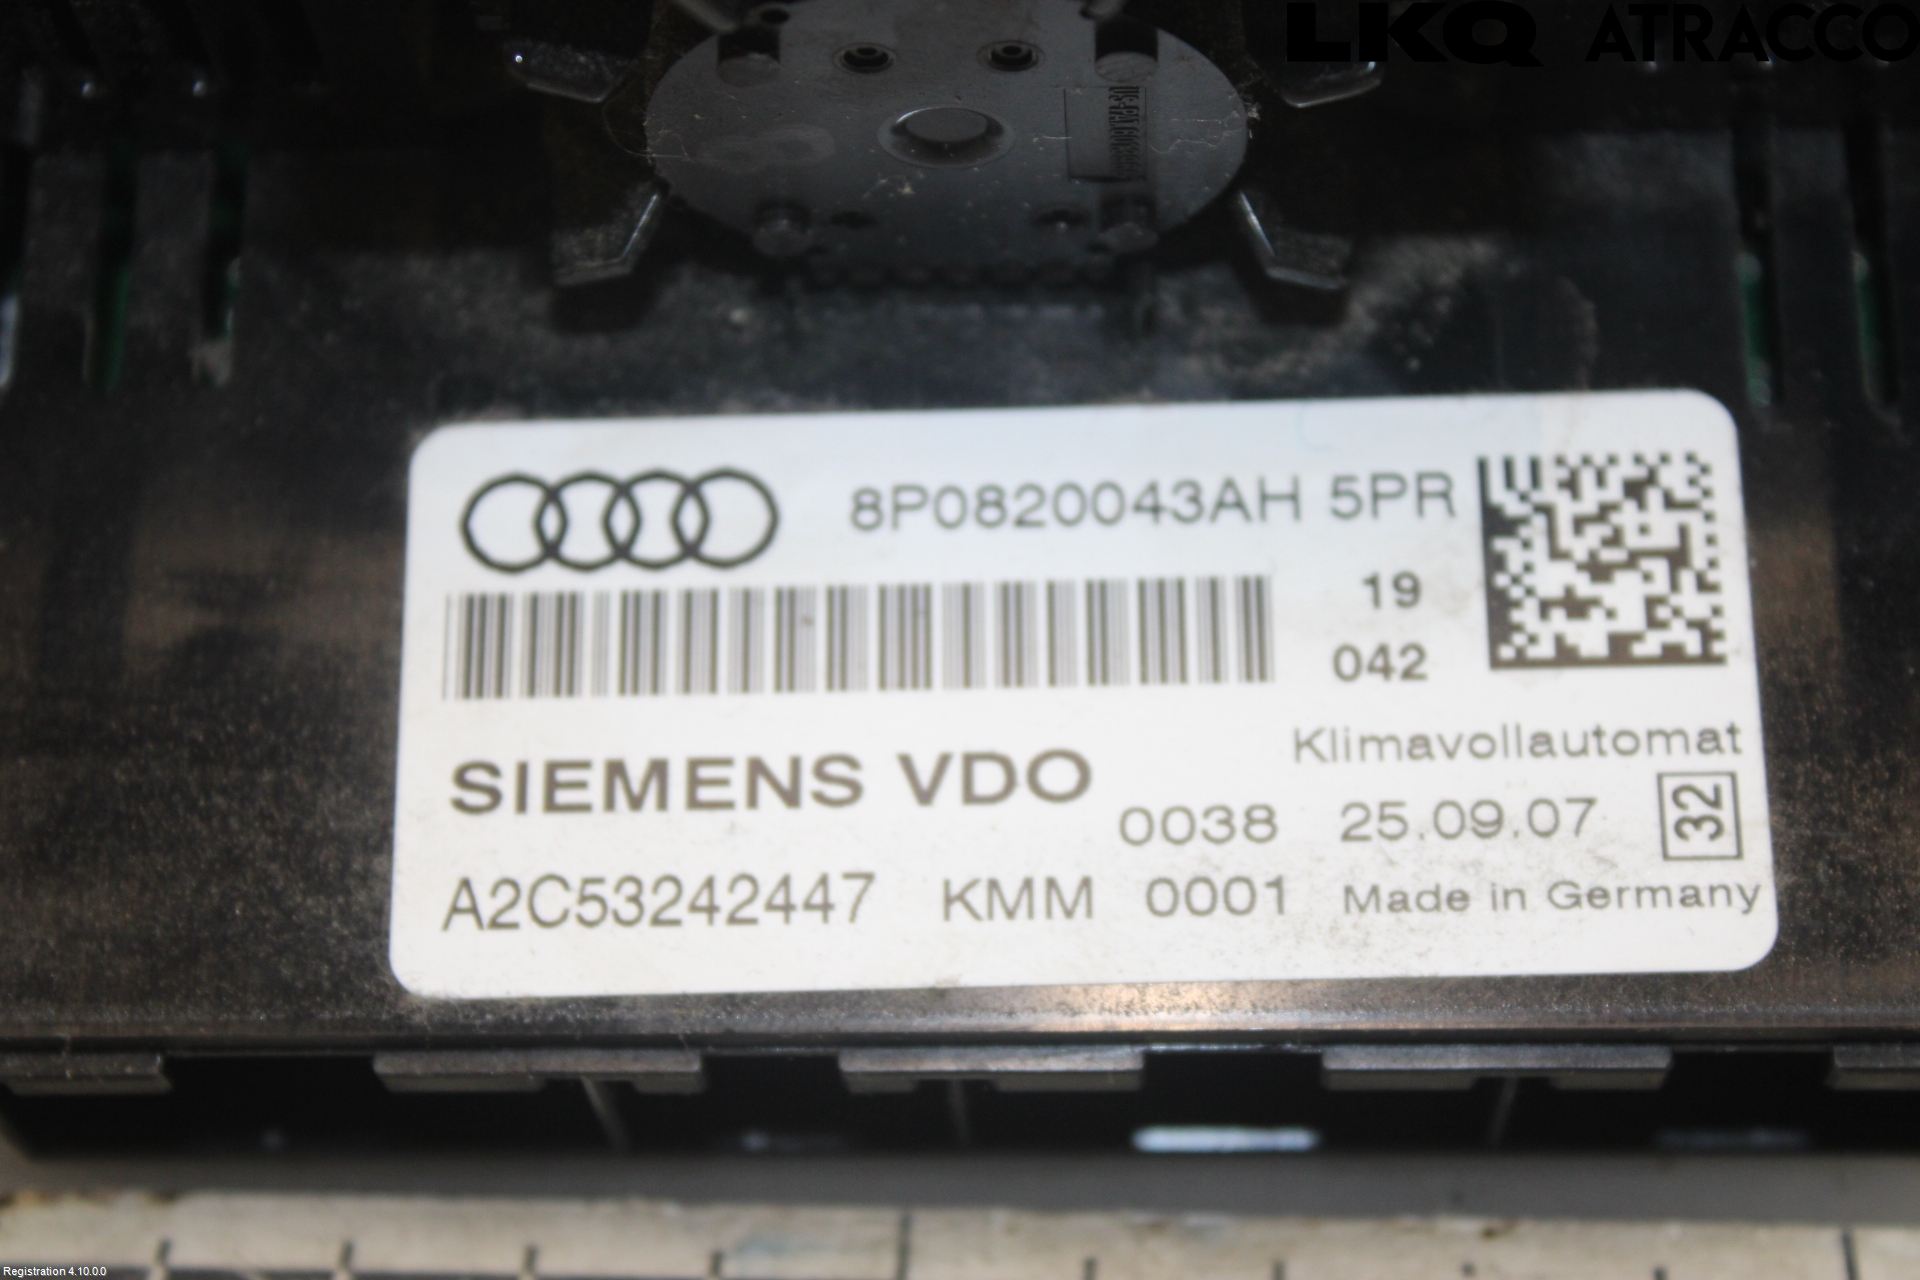 LKQ ATRACCO
8P0820043AH 5PR
19
042
Klimavollautomat
SIEMENS VDO
0038 25.09.07 32
A2C53242447 KMM 0001 Made in Germany
Registration 4.10.0.0